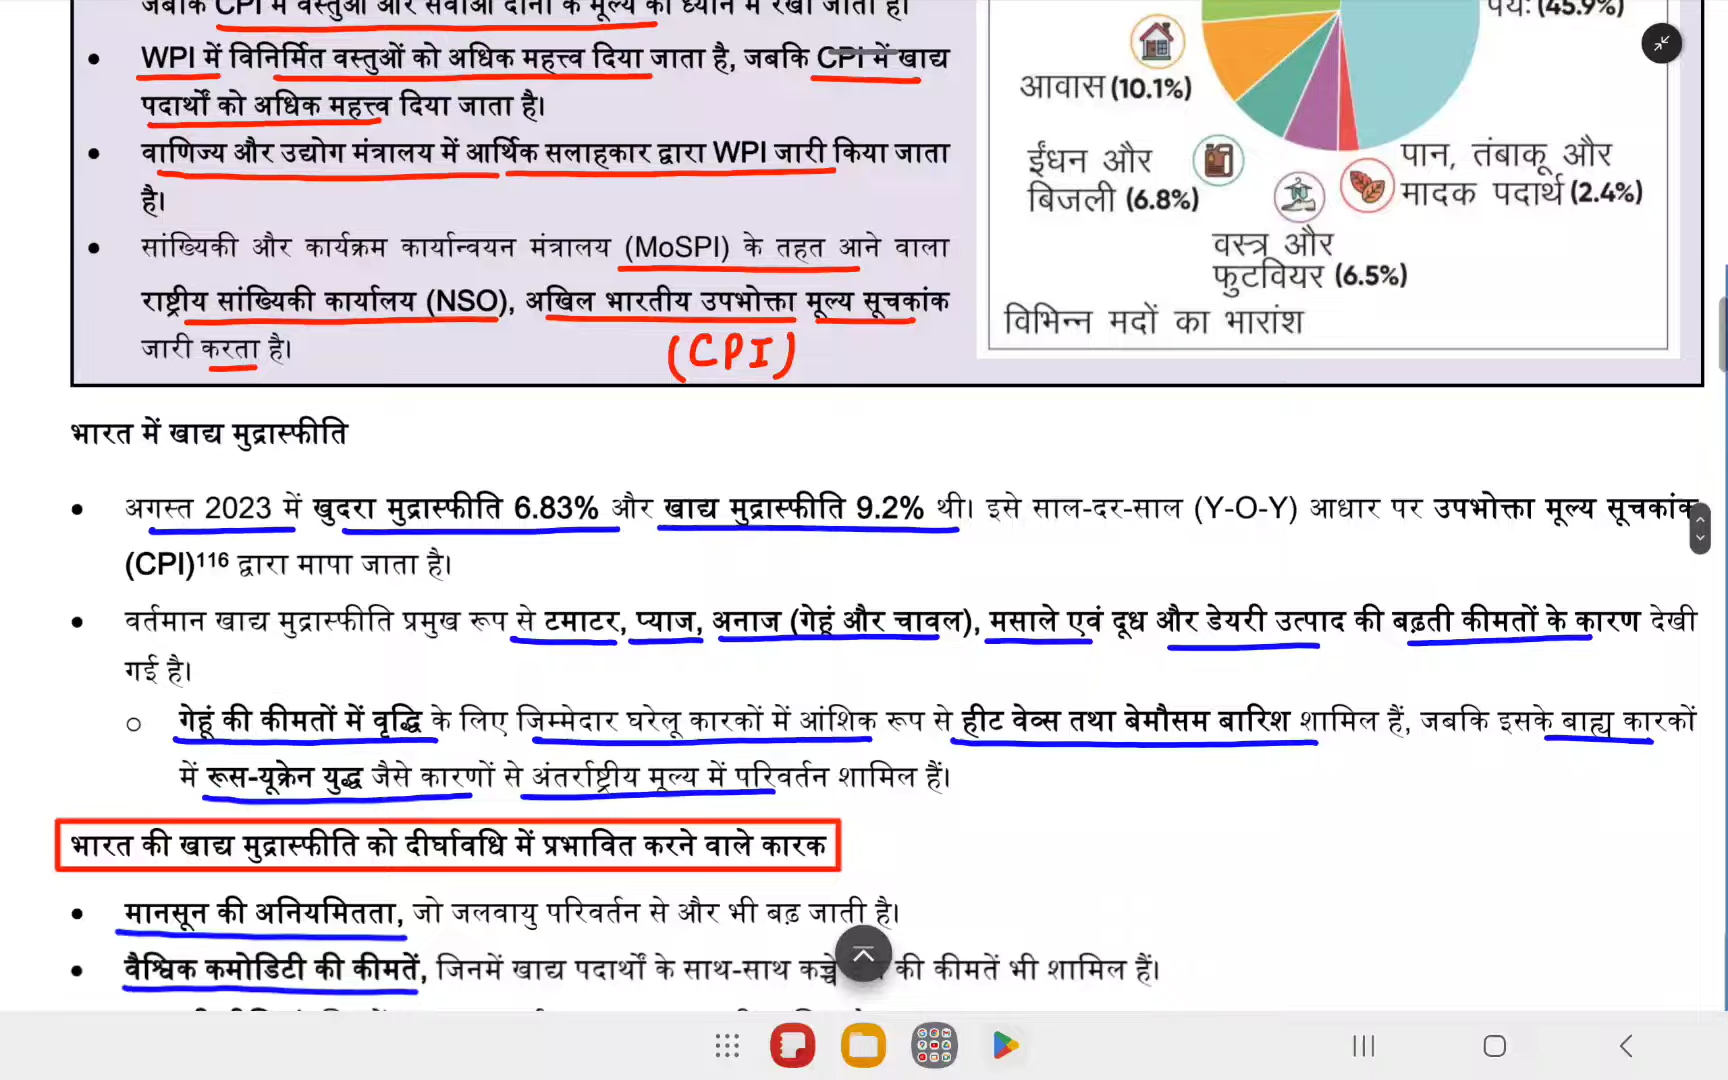 जबकि CPI में वस्तुओं और सेवाओं दोनों के मूल्य को ध्यान में रखा जाता है।
• WPI में विनिर्मित वस्तुओं को अधिक महत्त्व दिया जाता है, जबकि CPI में खाद्य
पदार्थों को अधिक महत्त्व दिया जाता है।
• वाणिज्य और उद्योग मंत्रालय में आर्थिक सलाहकार द्वारा WPI जारी किया जाता
है।
• सांख्यिकी और कार्यक्रम कार्यान्वयन मंत्रालय (MoSPI) के तहत आने वाला
राष्ट्रीय सांख्यिकी कार्यालय (NSO), अखिल भारतीय उपभोक्ता मूल्य सूचकांक
जारी करता है।
(CPI)
पेय: (45.9%)
आवास (10.1%)
ईंधन और
बिजली (6.8%)
पान, तंबाकू और
मादक पदार्थ (2.4%)
वस्त्र और
फुटवियर (6.5%)
विभिन्न मदों का भारांश
भारत में खाद्य मुद्रास्फीति
• अगस्त 2023 में खुदरा मुद्रास्फीति 6.83% और खाद्य मुद्रास्फीति 9.2% थी। इसे साल-दर-साल (Y-O-Y) आधार पर उपभोक्ता मूल्य सूचकांक
(CPI)¹¹⁶ द्वारा मापा जाता है।
• वर्तमान खाद्य मुद्रास्फीति प्रमुख रूप से टमाटर, प्याज, अनाज (गेहूं और चावल), मसाले एवं दूध और डेयरी उत्पाद की बढ़ती कीमतों के कारण देखी
गई है।
○ गेहूं की कीमतों में वृद्धि के लिए जिम्मेदार घरेलू कारकों में आंशिक रूप से हीट वेव्स तथा बेमौसम बारिश शामिल हैं, जबकि इसके बाह्य कारकों
में रूस-यूक्रेन युद्ध जैसे कारणों से अंतर्राष्ट्रीय मूल्य में परिवर्तन शामिल हैं।
भारत की खाद्य मुद्रास्फीति को दीर्घावधि में प्रभावित करने वाले कारक
• मानसून की अनियमितता, जो जलवायु परिवर्तन से और भी बढ़ जाती है।
• वैश्विक कमोडिटी की कीमतें, जिनमें खाद्य पदार्थों के साथ-साथ कच्चे की कीमतें भी शामिल हैं।